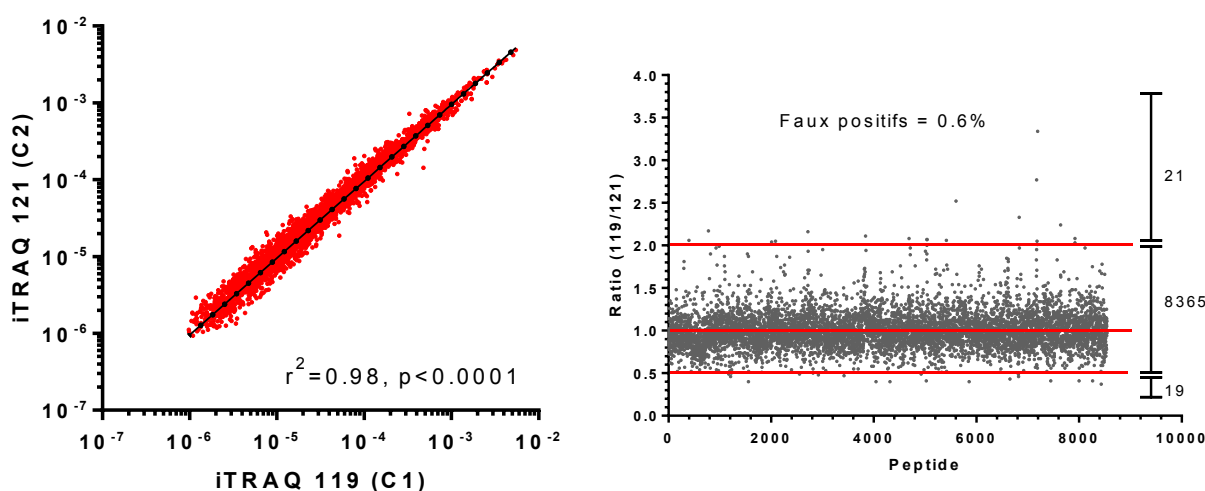 10^-2
10^-3
10^-4
10^-5
10^-6
10^-7
iTRAQ 121 (C2)
r^2=0.98, p<0.0001
10^-7 10^-6 10^-5 10^-4 10^-3 10^-2
iTRAQ 119 (C1)
4.0
3.5
3.0
2.5
2.0
1.5
1.0
0.5
0.0
Ratio (119/121)
Faux positifs = 0.6%
21
8365
19
0 2000 4000 6000 8000 10000
Peptide